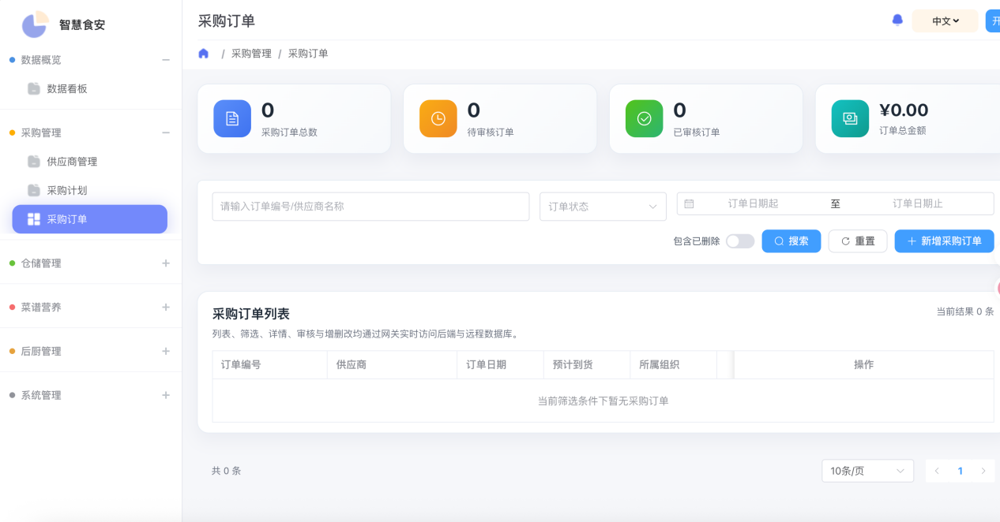 智慧食安
数据概览
数据看板
采购管理
供应商管理
采购计划
采购订单
仓储管理
菜谱营养
后厨管理
系统管理
采购订单
中文
开
/ 采购管理 / 采购订单
0
采购订单总数
0
待审核订单
0
已审核订单
¥0.00
订单总金额
请输入订单编号/供应商名称
订单状态
订单日期起 至 订单日期止
包含已删除 搜索 重置 新增采购订单
采购订单列表
当前结果 0 条
列表、筛选、详情、审核与增删改均通过网关实时访问后端与远程数据库。
订单编号 供应商 订单日期 预计到货 所属组织 操作
当前筛选条件下暂无采购订单
共 0 条
10条/页
1